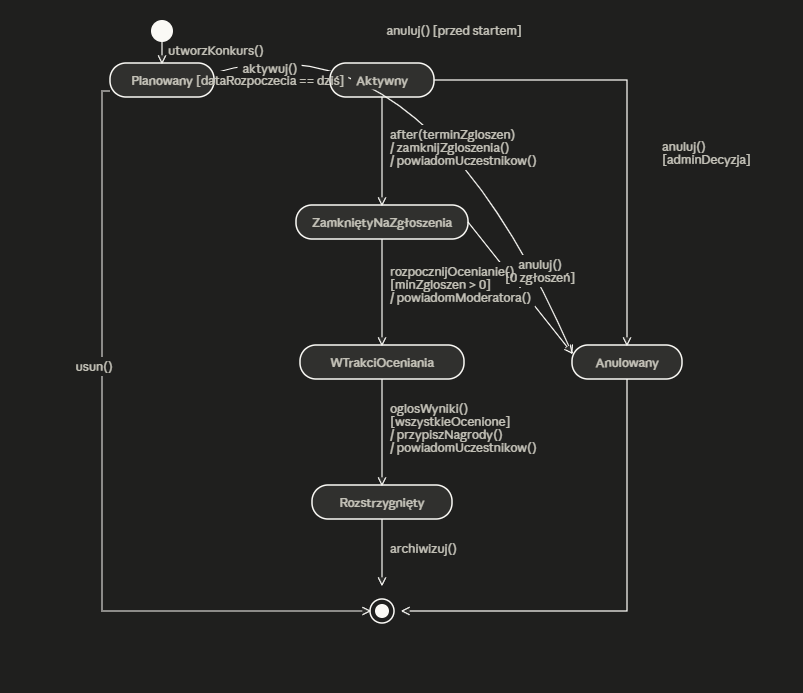 anuluj() [przed startem]
utworzKonkurs()
aktywuj()
Planowany
[dataRozpoczecia == dziś] `
Aktywny
after(terminZgloszen)
/ zamknijZgloszenia()
/ powiadomUczestnikow()
anuluj()
[adminDecyzja]
ZamkniętyNaZgłoszenia
rozpocznijOcenianie()
[minZgloszen > 0]
/ powiadomModeratora()
anuluj()
[0 zgłoszeń]
usun()
WTrakciOceniania
Anulowany
oglosWyniki()
[wszystkieOcenione]
/ przypiszNagrody()
/ powiadomUczestnikow()
Rozstrzygnięty
archiwizuj()